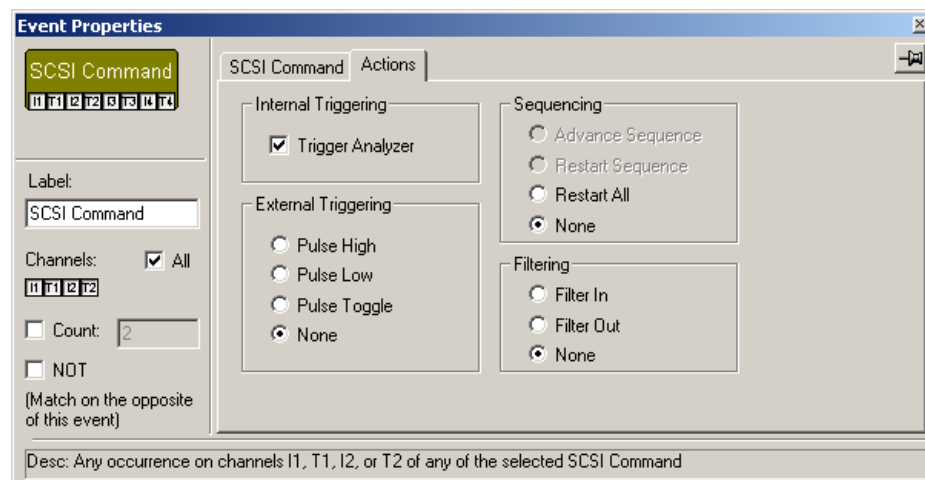 Event Properties
SCSI Command
I1 T1 I2 T2 I3 T3 I4 T4
Label:
SCSI Command
Channels:
All
I1 T1 I2 T2
Count:
2
NOT
(Match on the opposite
of this event)
SCSI Command
Actions
Internal Triggering
Trigger Analyzer
External Triggering
Pulse High
Pulse Low
Pulse Toggle
None
Sequencing
Advance Sequence
Restart Sequence
Restart All
None
Filtering
Filter In
Filter Out
None
Desc: Any occurrence on channels I1, T1, I2, or T2 of any of the selected SCSI Command